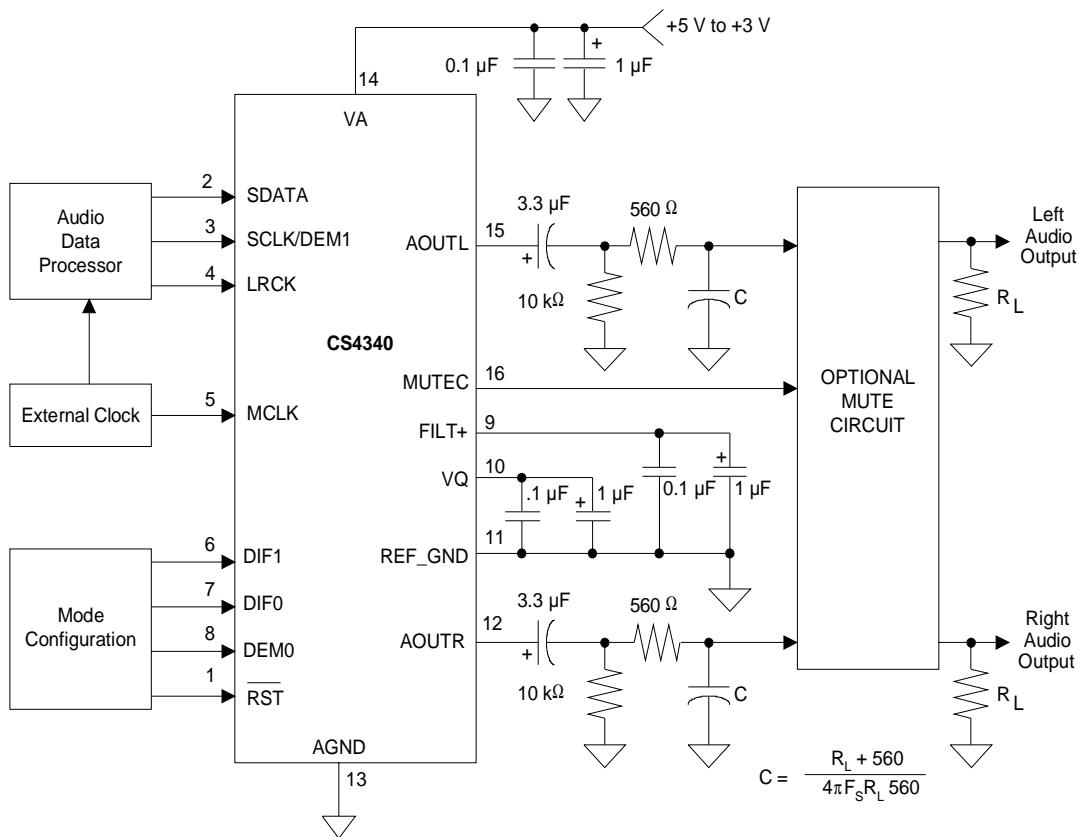 +5 V to +3 V
0.1 µF
+
1 µF
14
VA
Audio
Data
Processor
2
SDATA
3
SCLK/DEM1
4
LRCK
External Clock
5
MCLK
Mode
Configuration
6
DIF1
7
DIF0
8
DEM0
1
RST
CS4340
AGND
13
AOUTL
15
3.3 µF
+
560 Ω
10 kΩ
C
MUTEC
16
FILT+
9
VQ
10
.1 µF
+
1 µF
0.1 µF
+
1 µF
REF_GND
11
AOUTR
12
3.3 µF
+
560 Ω
10 kΩ
C
OPTIONAL
MUTE
CIRCUIT
Left
Audio
Output
R_L
Right
Audio
Output
R_L
C = R_L + 560
4πF_S R_L 560